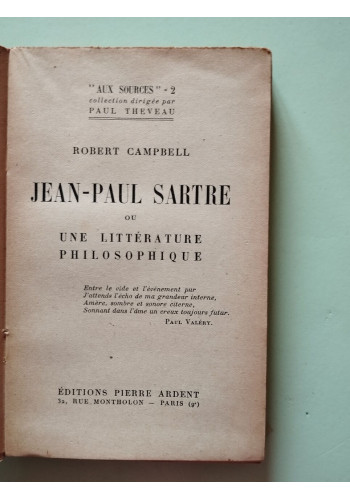 "AUX SOURCES" - 2
collection dirigée par
PAUL THEVEAU
ROBERT CAMPBELL
JEAN-PAUL SARTRE
OU
UNE LITTÉRATURE
PHILOSOPHIQUE
Entre le vide et l'événement pur
J'attends l'écho de ma grandeur interne,
Amère, sombre et sonore citerne,
Sonnant dans l'âme un creux toujours futur.
PAUL VALÉRY.
ÉDITIONS PIERRE ARDENT
32, RUE MONTHOLON — PARIS (9e)